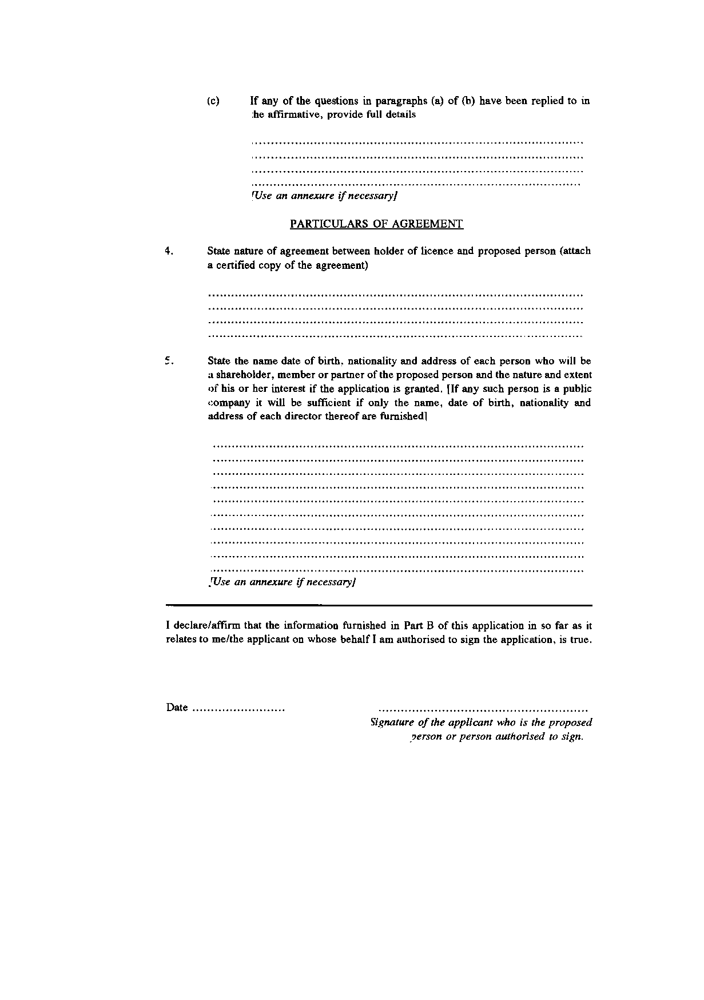 (c) If any of the questions in paragraphs (a) of (b) have been replied to in
the affirmative, provide full details
................................................................................
................................................................................
................................................................................
................................................................................
[Use an annexure if necessary]
PARTICULARS OF AGREEMENT
4. State nature of agreement between holder of licence and proposed person (attach
a certified copy of the agreement)
................................................................................
................................................................................
................................................................................
................................................................................
5. State the name date of birth, nationality and address of each person who will be
a shareholder, member or partner of the proposed person and the nature and extent
of his or her interest if the application is granted. [If any such person is a public
company it will be sufficient if only the name, date of birth, nationality and
address of each director thereof are furnished]
................................................................................
................................................................................
................................................................................
................................................................................
................................................................................
................................................................................
................................................................................
................................................................................
................................................................................
................................................................................
[Use an annexure if necessary]
I declare/affirm that the information furnished in Part B of this application in so far as it
relates to me/the applicant on whose behalf I am authorised to sign the application, is true.
Date ......................... ........................................................
Signature of the applicant who is the proposed
person or person authorised to sign.